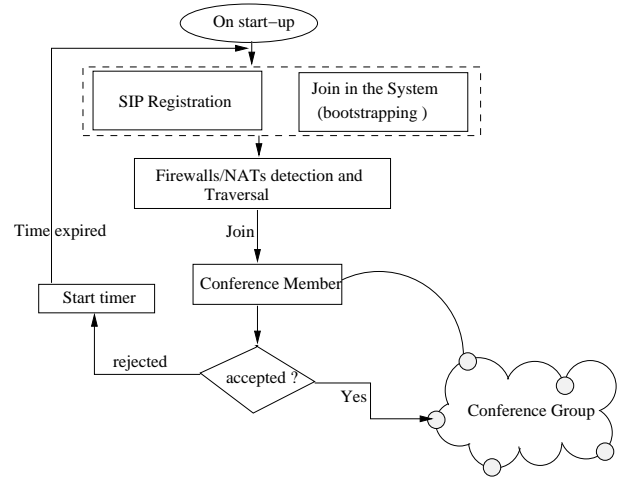 On start−up
SIP Registration
Join in the System
(bootstrapping )
Firewalls/NATs detection and
Traversal
Time expired
Join
Conference Member
Start timer
rejected
accepted ?
Yes
Conference Group